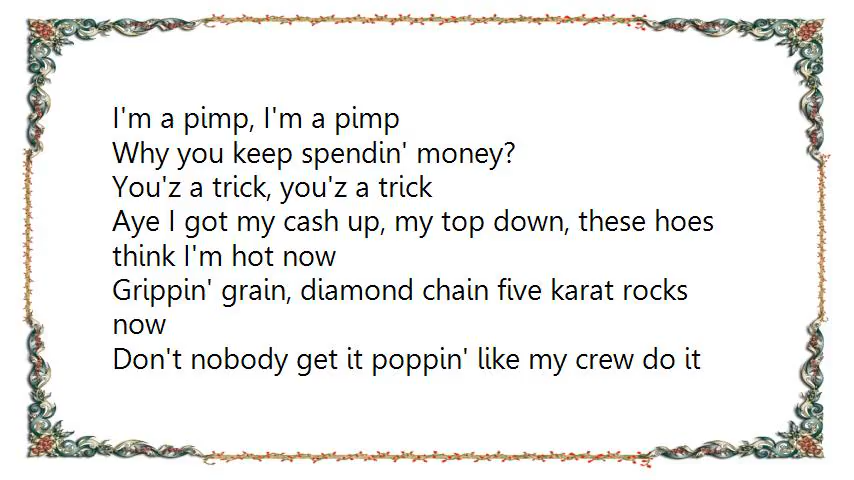 I'm a pimp, I'm a pimp
Why you keep spendin' money?
You'z a trick, you'z a trick
Aye I got my cash up, my top down, these hoes
think I'm hot now
Grippin' grain, diamond chain five karat rocks
now
Don't nobody get it poppin' like my crew do it